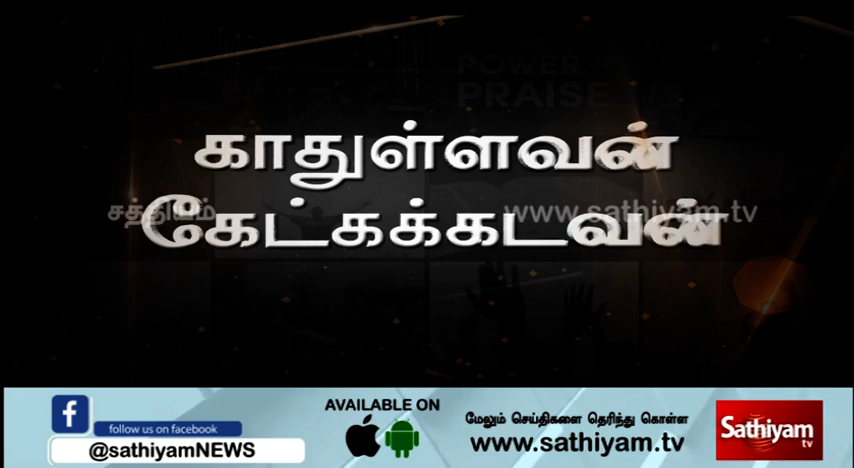 POWER
PRAISE
காதுள்ளவன்
சத்தியம்
www.sathiyam.tv
கேட்கக்கடவன்
follow us on facebook
@sathiyamNEWS
AVAILABLE ON
மேலும் செய்திகளை தெரிந்து கொள்ள
www.sathiyam.tv
Sathiyam
tv